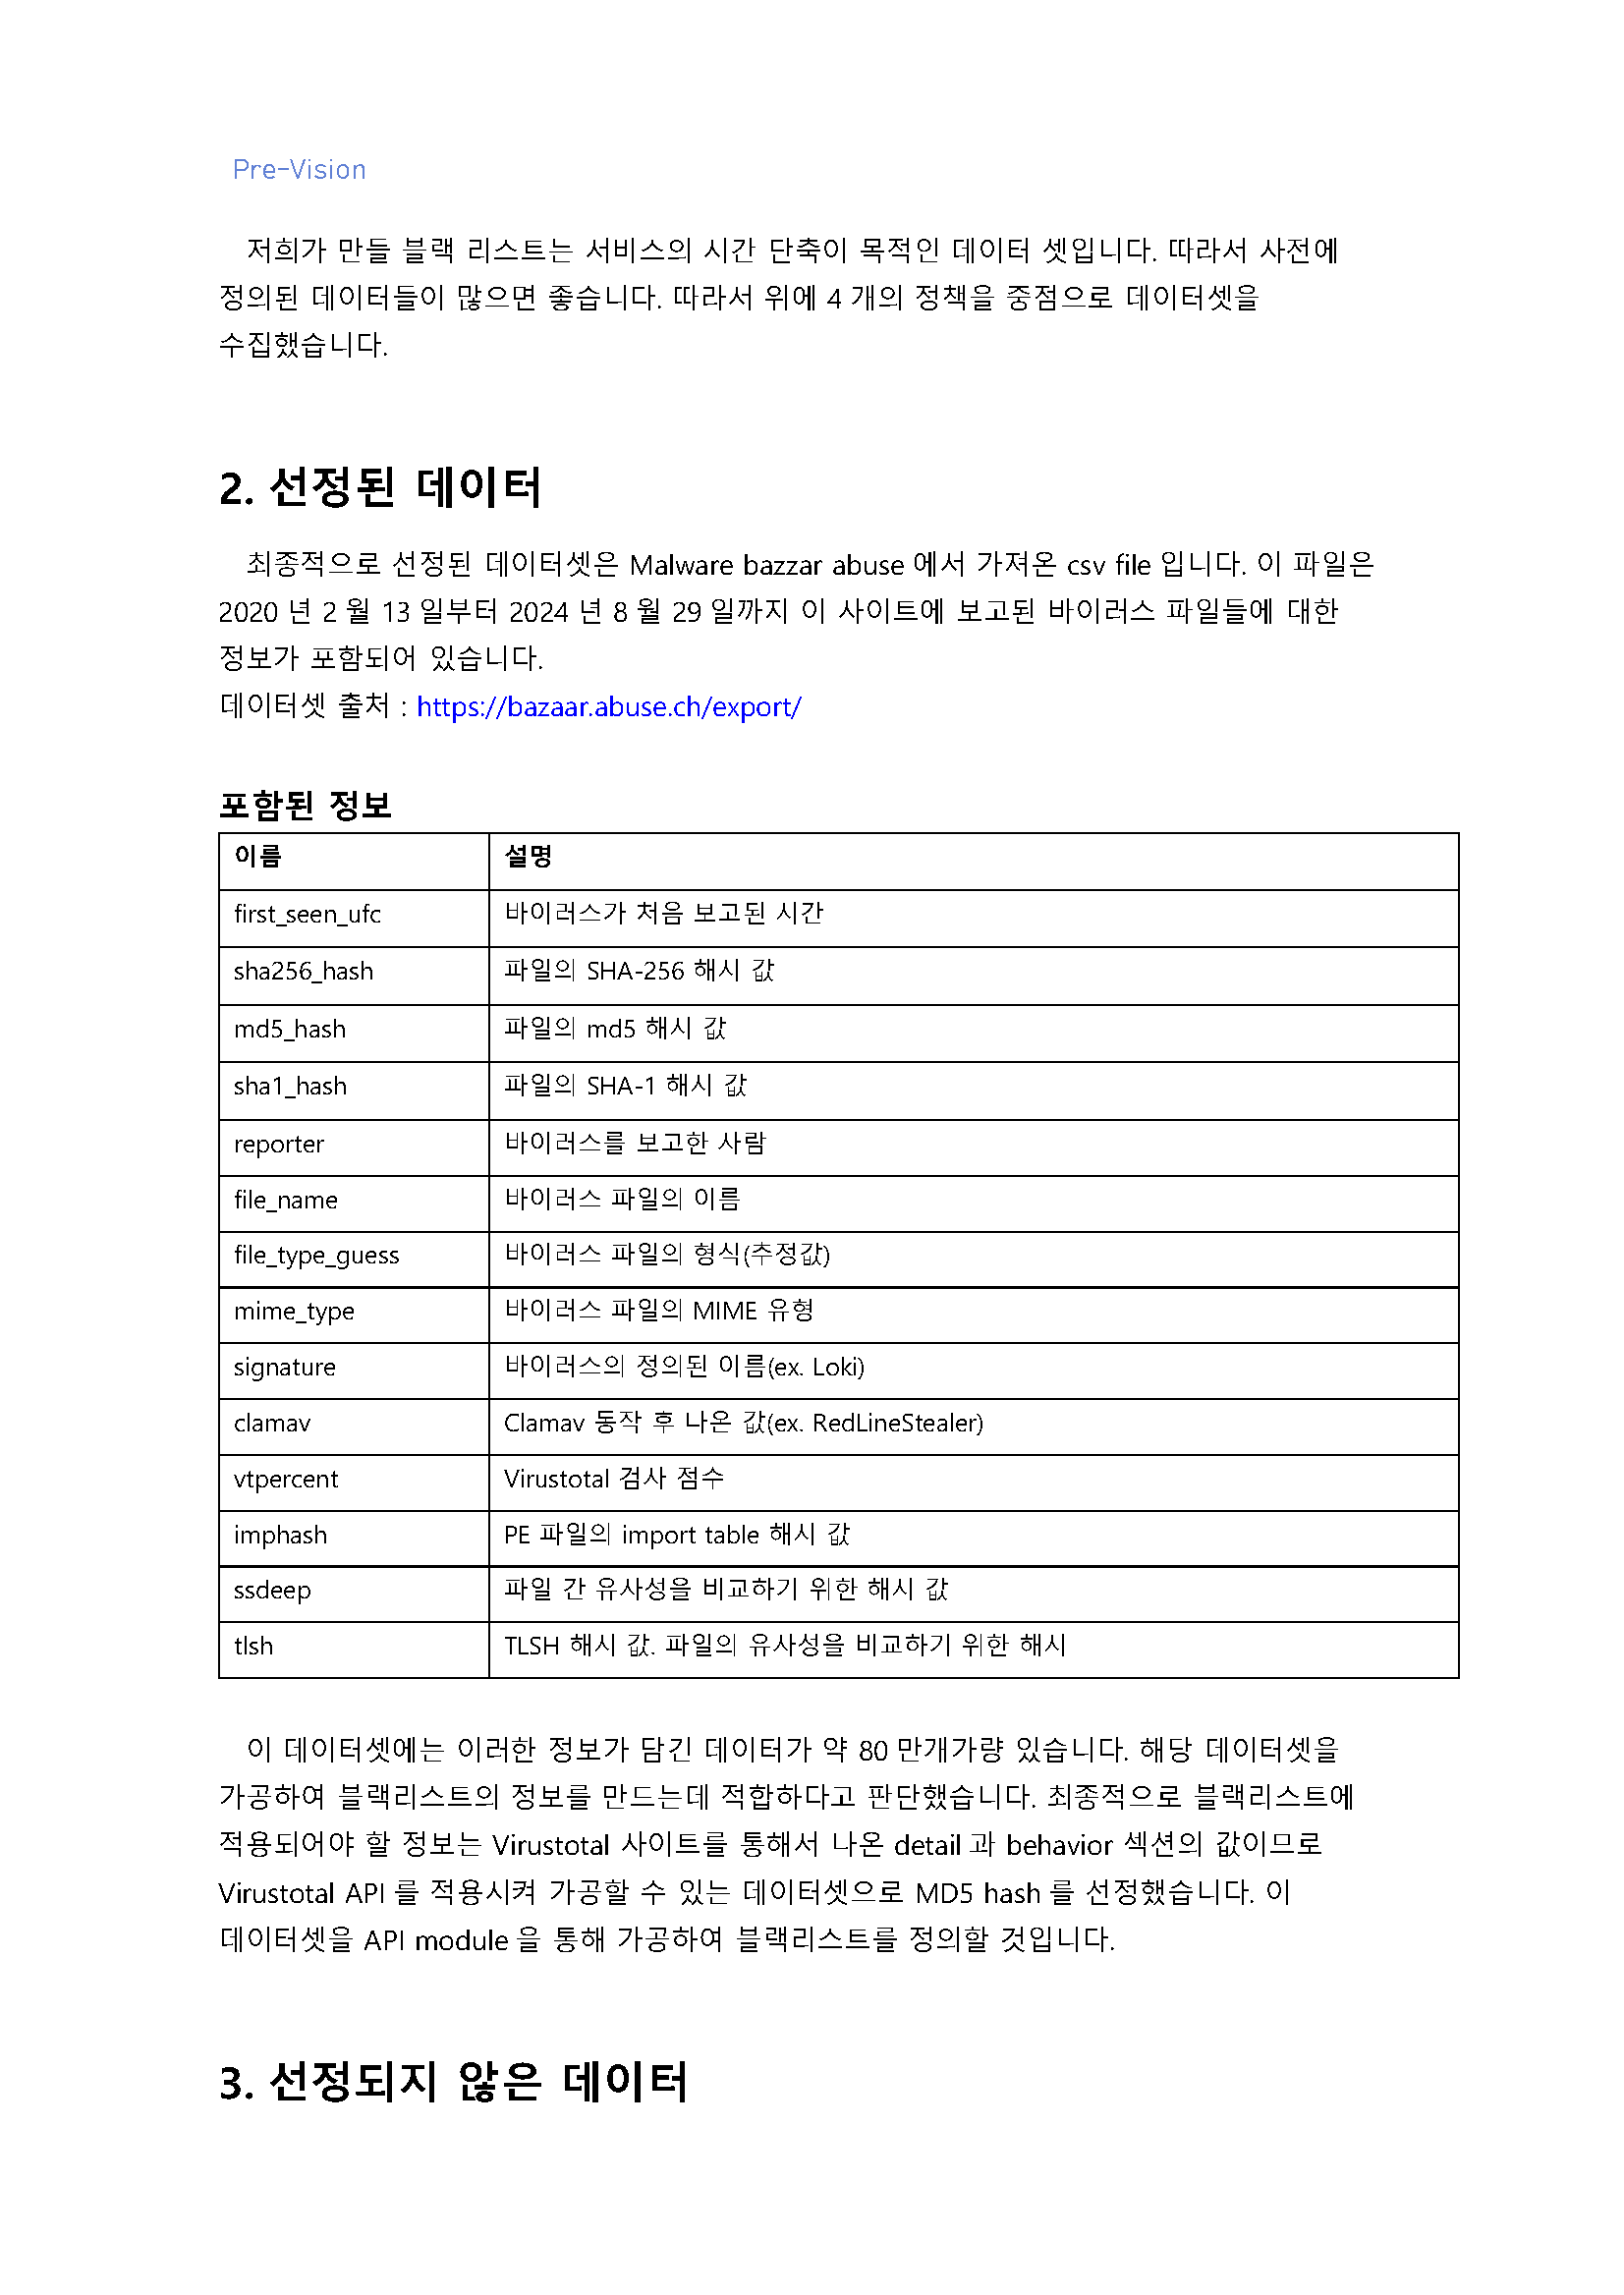 Pre-Vision
저희가 만들 블랙 리스트는 서비스의 시간 단축이 목적인 데이터 셋입니다. 따라서 사전에
정의된 데이터들이 많으면 좋습니다. 따라서 위에 4 개의 정책을 중점으로 데이터셋을
수집했습니다.
2. 선정된 데이터
최종적으로 선정된 데이터셋은 Malware bazzar abuse 에서 가져온 csv file 입니다. 이 파일은
2020 년 2 월 13 일부터 2024 년 8 월 29 일까지 이 사이트에 보고된 바이러스 파일들에 대한
정보가 포함되어 있습니다.
데이터셋 출처 : https://bazaar.abuse.ch/export/
포함된 정보
이름 설명
first_seen_ufc 바이러스가 처음 보고된 시간
sha256_hash 파일의 SHA-256 해시 값
md5_hash 파일의 md5 해시 값
sha1_hash 파일의 SHA-1 해시 값
reporter 바이러스를 보고한 사람
file_name 바이러스 파일의 이름
file_type_guess 바이러스 파일의 형식(추정값)
mime_type 바이러스 파일의 MIME 유형
signature 바이러스의 정의된 이름(ex. Loki)
clamav Clamav 동작 후 나온 값(ex. RedLineStealer)
vtpercent Virustotal 검사 점수
imphash PE 파일의 import table 해시 값
ssdeep 파일 간 유사성을 비교하기 위한 해시 값
tlsh TLSH 해시 값. 파일의 유사성을 비교하기 위한 해시
이 데이터셋에는 이러한 정보가 담긴 데이터가 약 80 만개가량 있습니다. 해당 데이터셋을
가공하여 블랙리스트의 정보를 만드는데 적합하다고 판단했습니다. 최종적으로 블랙리스트에
적용되어야 할 정보는 Virustotal 사이트를 통해서 나온 detail 과 behavior 섹션의 값이므로
Virustotal API 를 적용시켜 가공할 수 있는 데이터셋으로 MD5 hash 를 선정했습니다. 이
데이터셋을 API module 을 통해 가공하여 블랙리스트를 정의할 것입니다.
3. 선정되지 않은 데이터